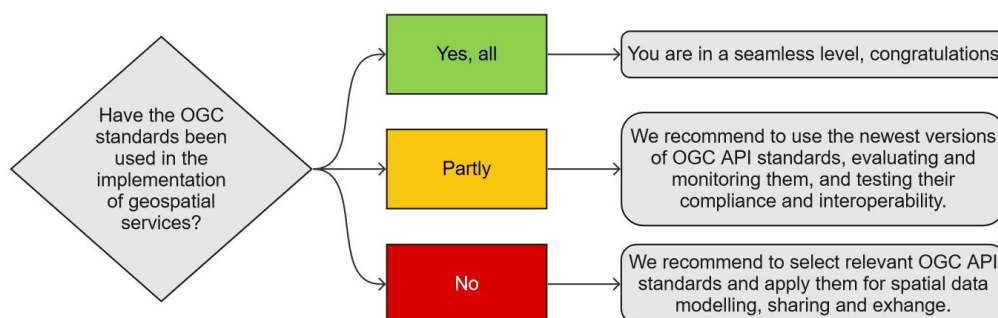 Have the OGC
standards been
used in the
implementation
of geospatial
services?
Yes, all
You are in a seamless level, congratulations
Partly
We recommend to use the newest versions
of OGC API standards, evaluating and
monitoring them, and testing their
compliance and interoperability.
No
We recommend to select relevant OGC API
standards and apply them for spatial data
modelling, sharing and exhange.